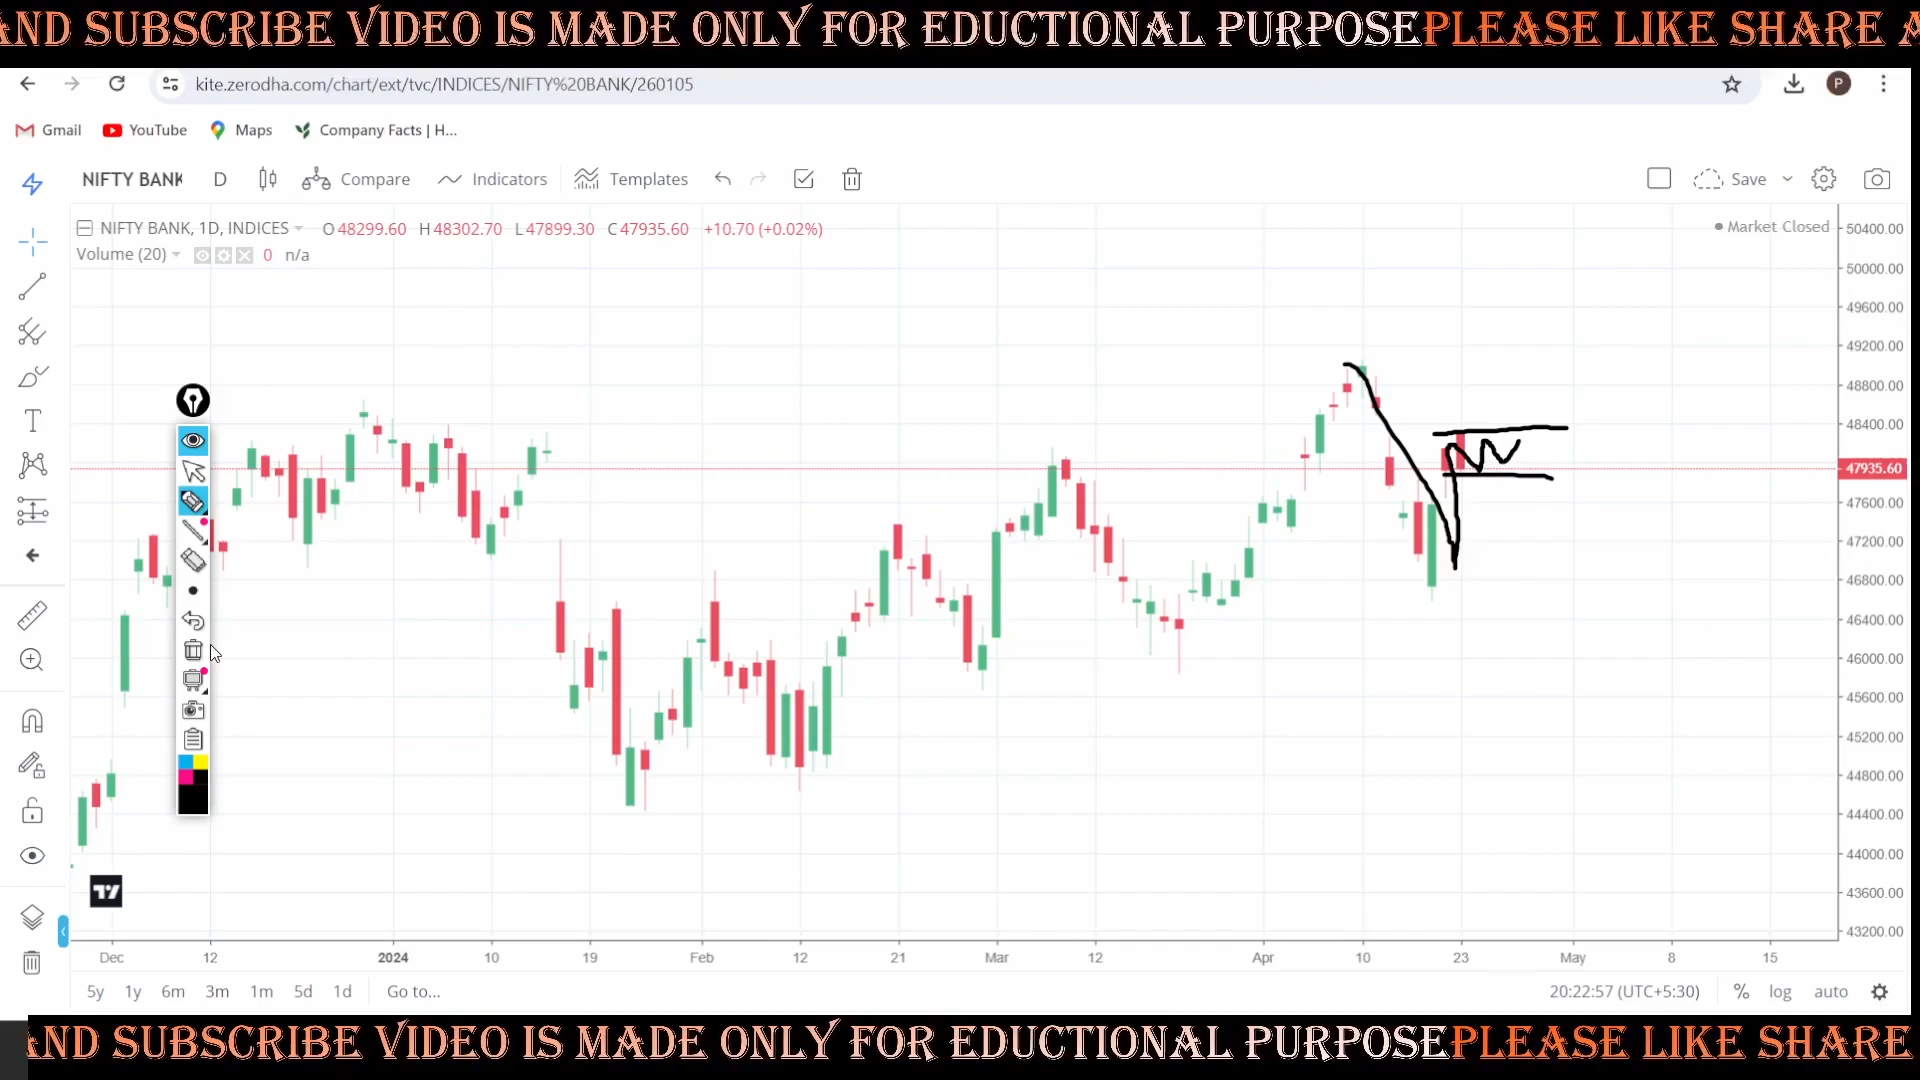 AND SUBSCRIBE VIDEO IS MADE ONLY FOR EDUCTIONAL PURPOSEPLEASE LIKE SHARE A
kite.zerodha.com/chart/ext/tvc/INDICES/NIFTY%20BANK/260105
P
Gmail YouTube Maps Company Facts | H...
NIFTY BANK D Compare Indicators Templates Save
NIFTY BANK, 1D, INDICES O48299.60 H48302.70 L47899.30 C47935.60 +10.70 (+0.02%)
Market Closed
Volume (20) 0 n/a
50400.00
50000.00
49600.00
49200.00
48800.00
48400.00
47935.60
47600.00
47200.00
46800.00
46400.00
46000.00
45600.00
45200.00
44800.00
44400.00
44000.00
43600.00
43200.00
Dec 12 2024 10 19 Feb 12 21 Mar 12 Apr 10 23 May 8 15
5y 1y 6m 3m 1m 5d 1d Go to... 20:22:57 (UTC+5:30) % log auto
AND SUBSCRIBE VIDEO IS MADE ONLY FOR EDUCTIONAL PURPOSEPLEASE LIKE SHARE